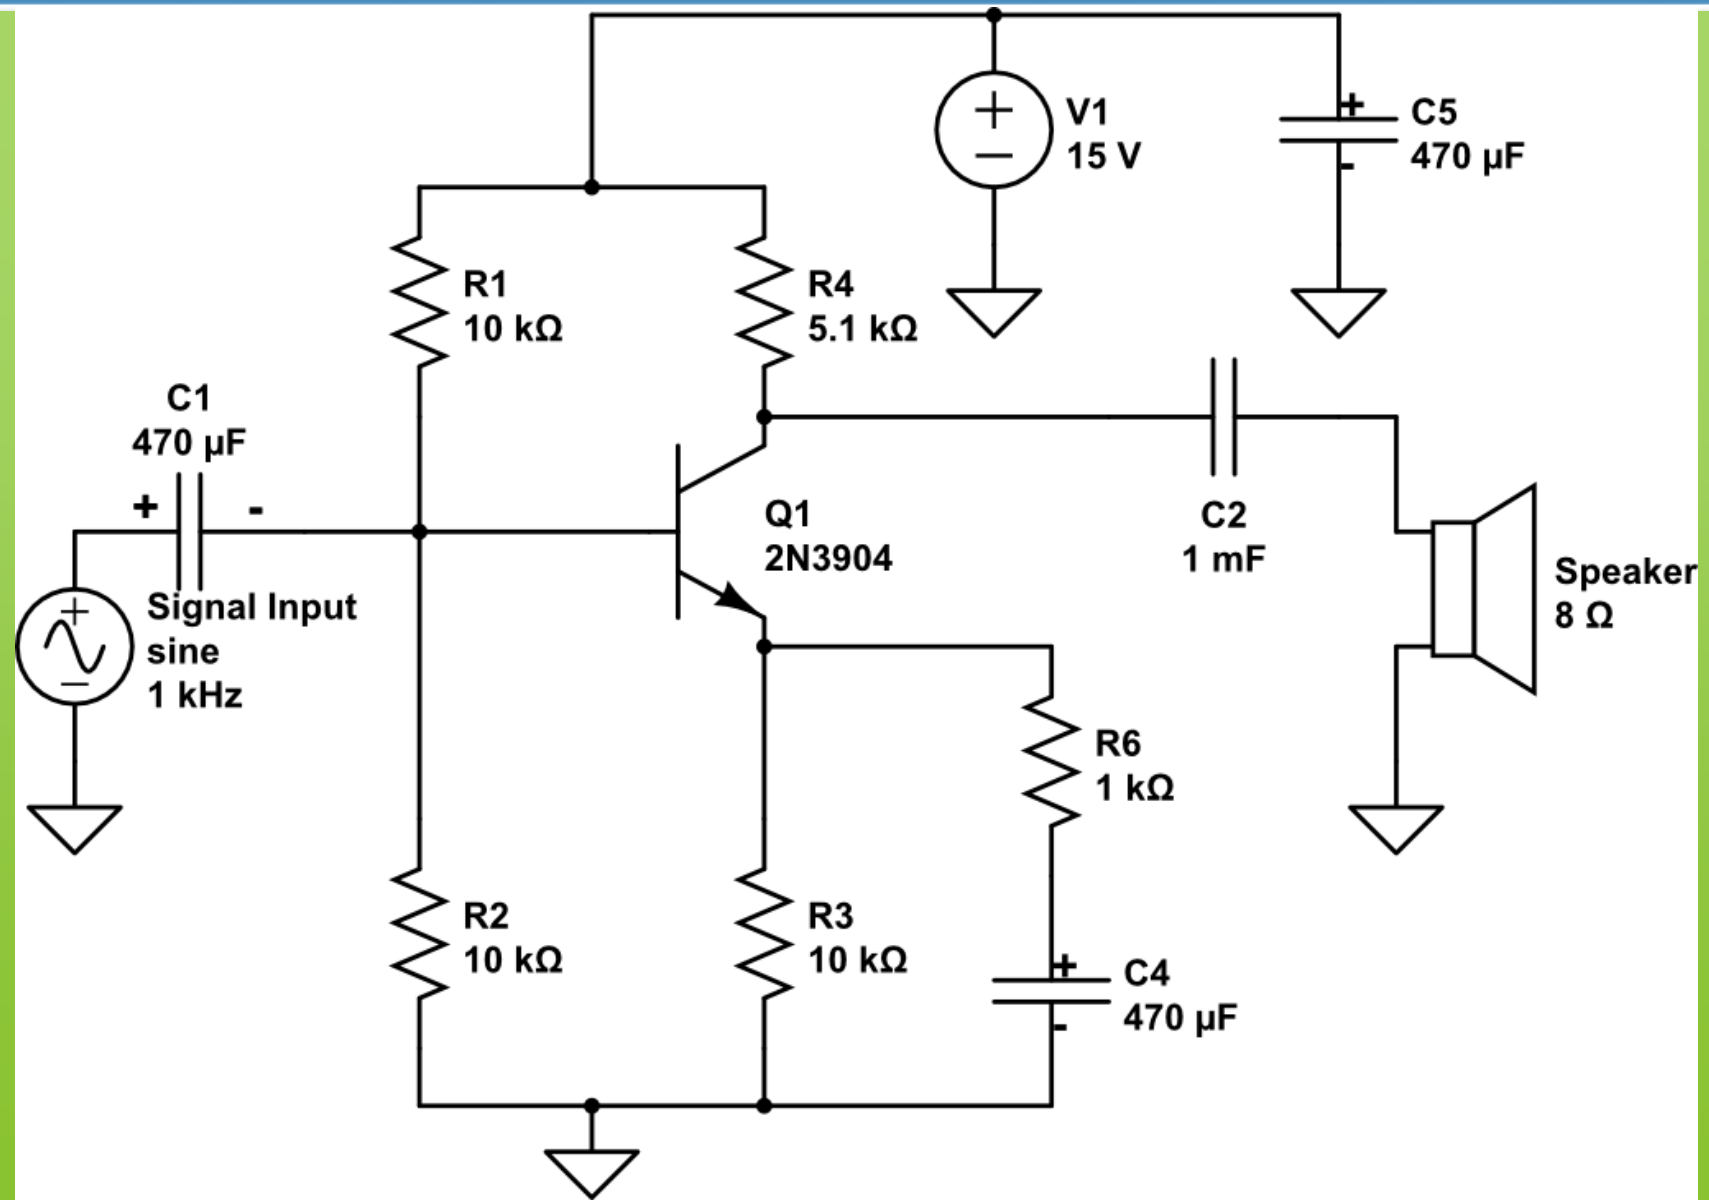 V1
15 V
+
C5
470 µF
-
R1
10 kΩ
R4
5.1 kΩ
C1
470 µF
+ -
Q1
2N3904
C2
1 mF
Signal Input
sine
1 kHz
Speaker
8 Ω
R6
1 kΩ
R2
10 kΩ
R3
10 kΩ
+
C4
470 µF
-